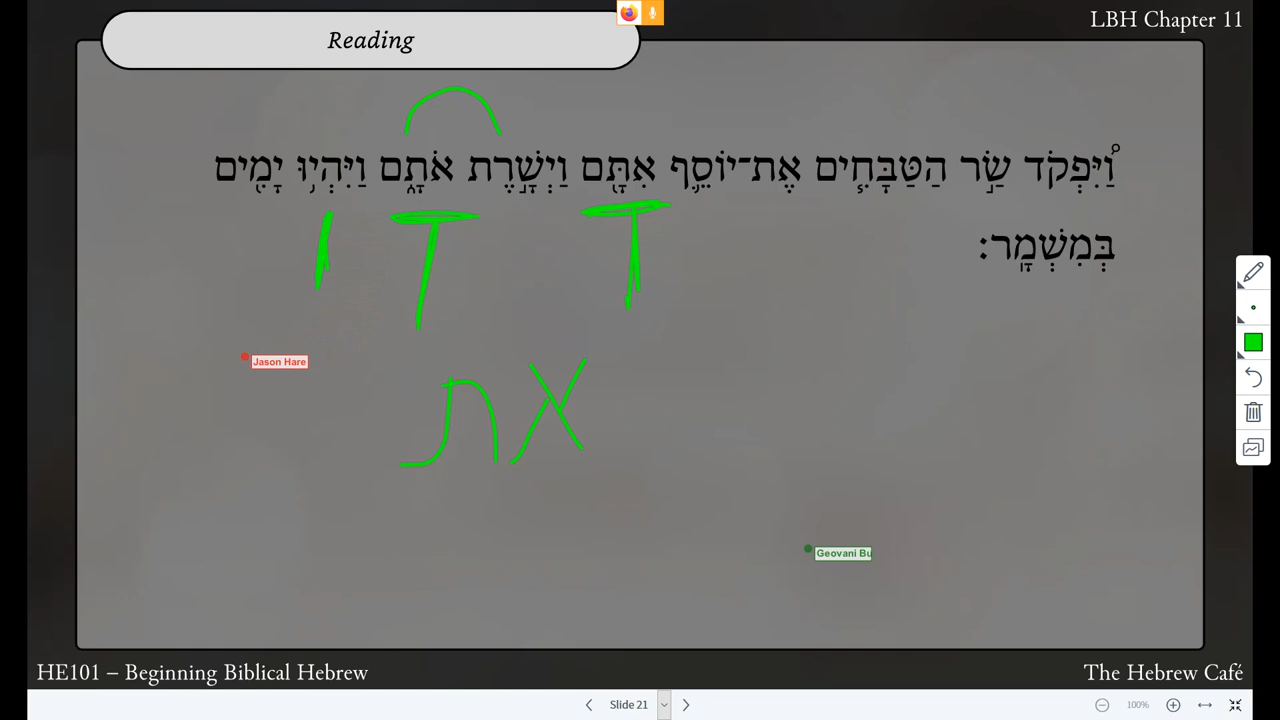 LBH Chapter 11
Reading
וַ֠יִּפְקֹד שַׂ֣ר הַטַּבָּחִ֧ים אֶת־יוֹסֵ֛ף אִתָּ֖ם וַיְשָׁ֣רֶת אֹתָ֑ם וַיִּהְי֥וּ יָמִ֖ים
בְּמִשְׁמָֽר׃
את
Jason Hare
Geovani Bu
HE101 – Beginning Biblical Hebrew
The Hebrew Café
Slide 21
100%